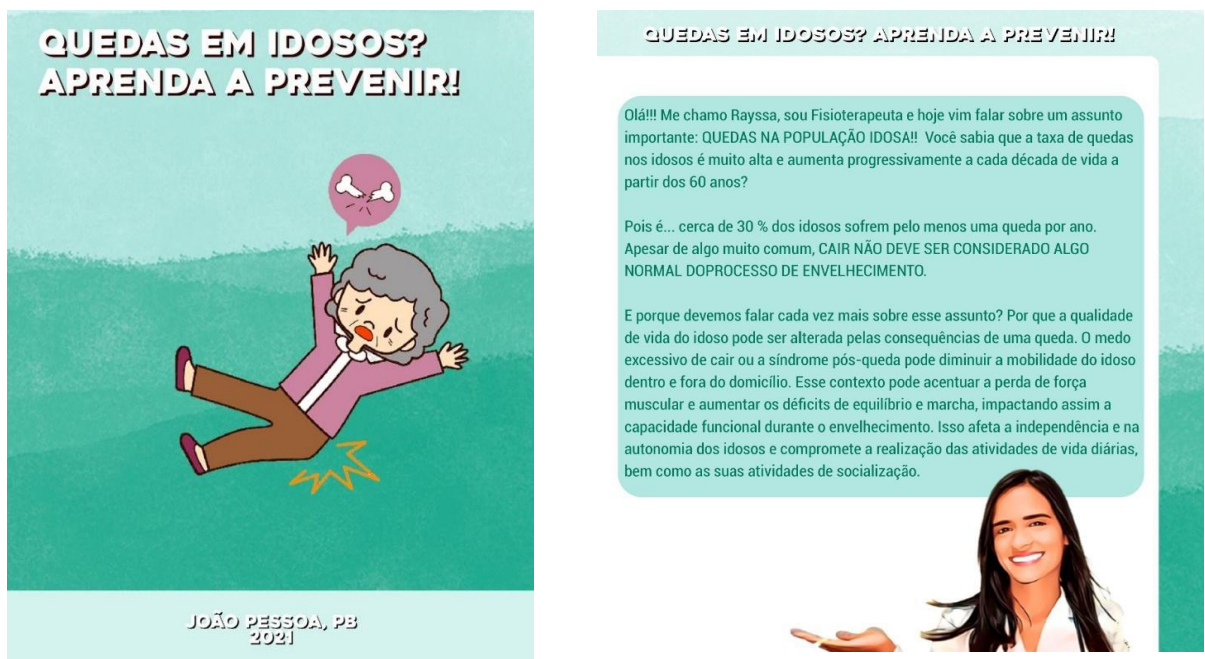 QUEDAS EM IDOSOS?
APRENDA A PREVENIR!
JOÃO PESSOA, PB
2021
QUEDAS EM IDOSOS? APRENDA A PREVENIR!
Olá!!! Me chamo Rayssa, sou Fisioterapeuta e hoje vim falar sobre um assunto
importante: QUEDAS NA POPULAÇÃO IDOSA!! Você sabia que a taxa de quedas
nos idosos é muito alta e aumenta progressivamente a cada década de vida a
partir dos 60 anos?
Pois é... cerca de 30 % dos idosos sofrem pelo menos uma queda por ano.
Apesar de algo muito comum, CAIR NÃO DEVE SER CONSIDERADO ALGO
NORMAL DOPROCESSO DE ENVELHECIMENTO.
E porque devemos falar cada vez mais sobre esse assunto? Por que a qualidade
de vida do idoso pode ser alterada pelas consequências de uma queda. O medo
excessivo de cair ou a síndrome pós-queda pode diminuir a mobilidade do idoso
dentro e fora do domicílio. Esse contexto pode acentuar a perda de força
muscular e aumentar os déficits de equilíbrio e marcha, impactando assim a
capacidade funcional durante o envelhecimento. Isso afeta a independência e na
autonomia dos idosos e compromete a realização das atividades de vida diárias,
bem como as suas atividades de socialização.